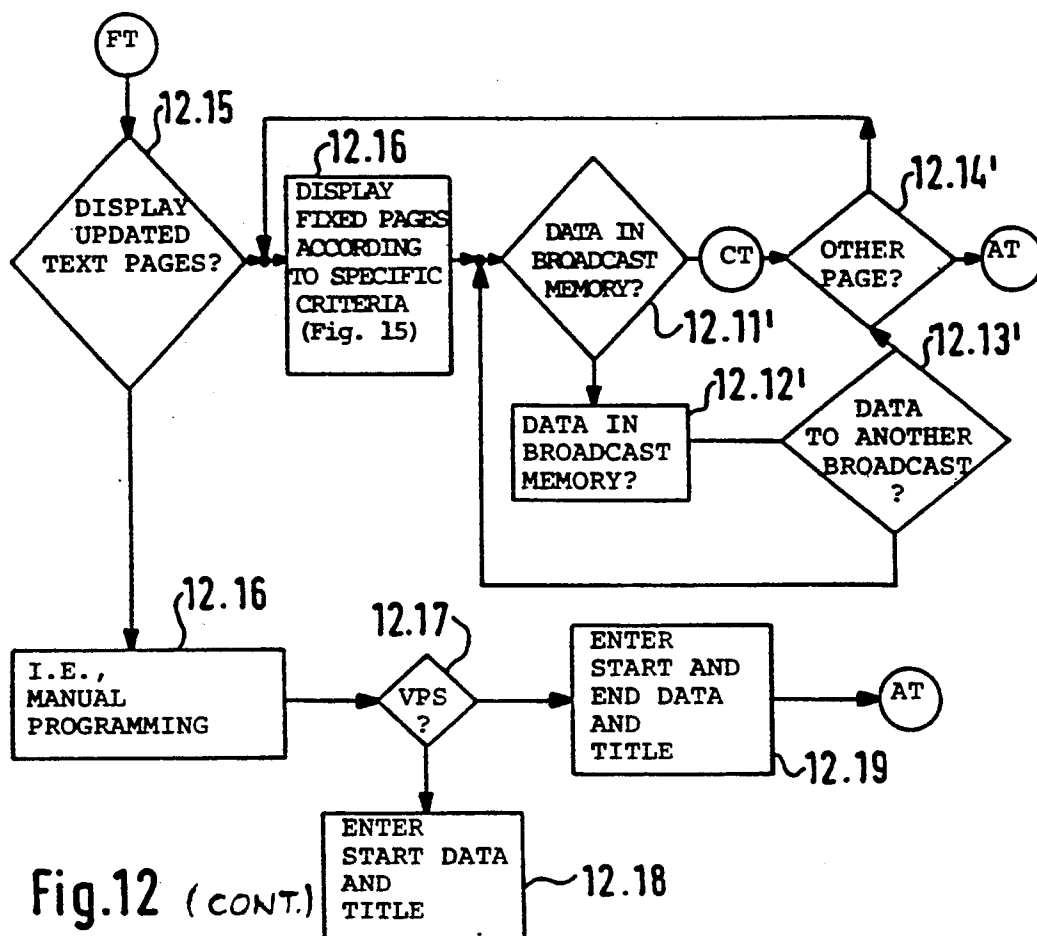 FT
12.15
DISPLAY
UPDATED
TEXT PAGES?
12.16
DISPLAY
FIXED PAGES
ACCORDING
TO SPECIFIC
CRITERIA
(Fig. 15)
DATA IN
BROADCAST
MEMORY?
12.11'
CT
12.14'
OTHER
PAGE?
AT
12.12'
DATA IN
BROADCAST
MEMORY?
12.13'
DATA
TO ANOTHER
BROADCAST
?
12.16
I.E.,
MANUAL
PROGRAMMING
12.17
VPS
?
ENTER
START AND
END DATA
AND
TITLE
12.19
AT
ENTER
START DATA
AND
TITLE
12.18
Fig.12 (CONT.)